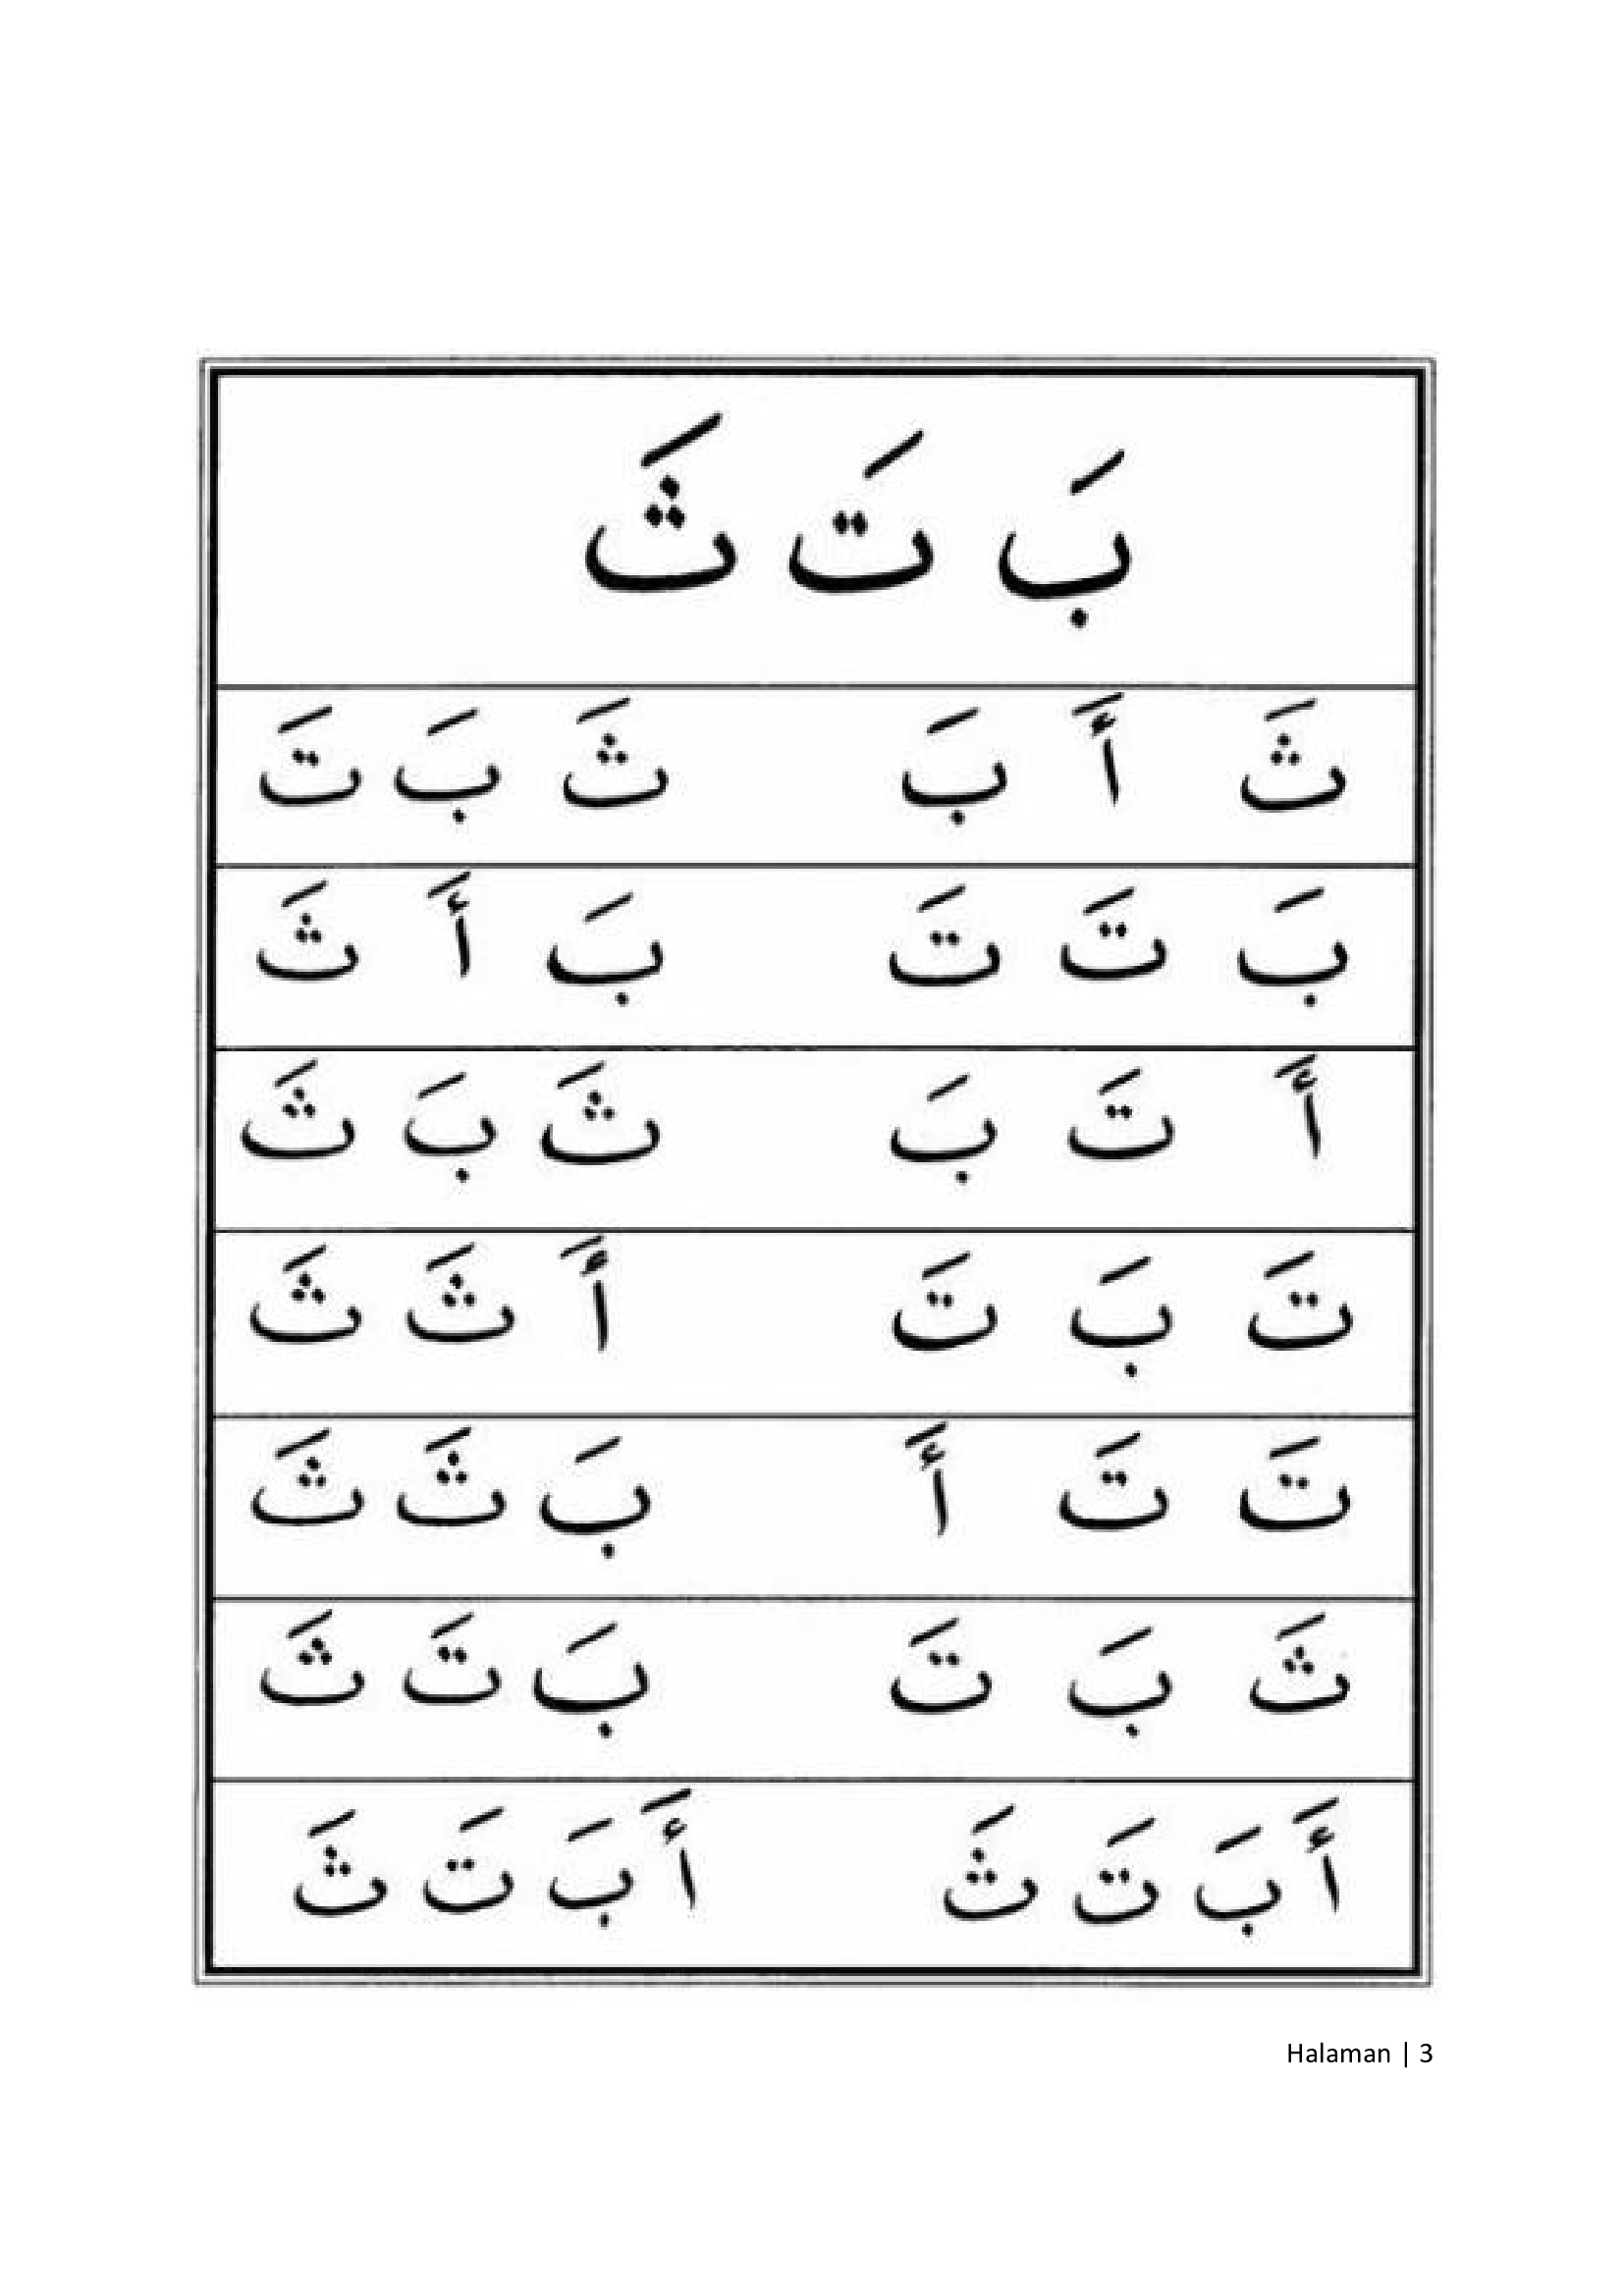 بَ تَ ثَ
ثَ أَ بَ ثَ بَ تَ
بَ تَ تَ بَ أَ ثَ
أَ تَ بَ ثَ بَ ثَ
تَ بَ تَ أَ ثَ ثَ
تَ تَ أَ بَ ثَ ثَ
ثَ بَ تَ بَ تَ ثَ
أَ بَ تَ ثَ أَ بَ تَ ثَ
Halaman | 3